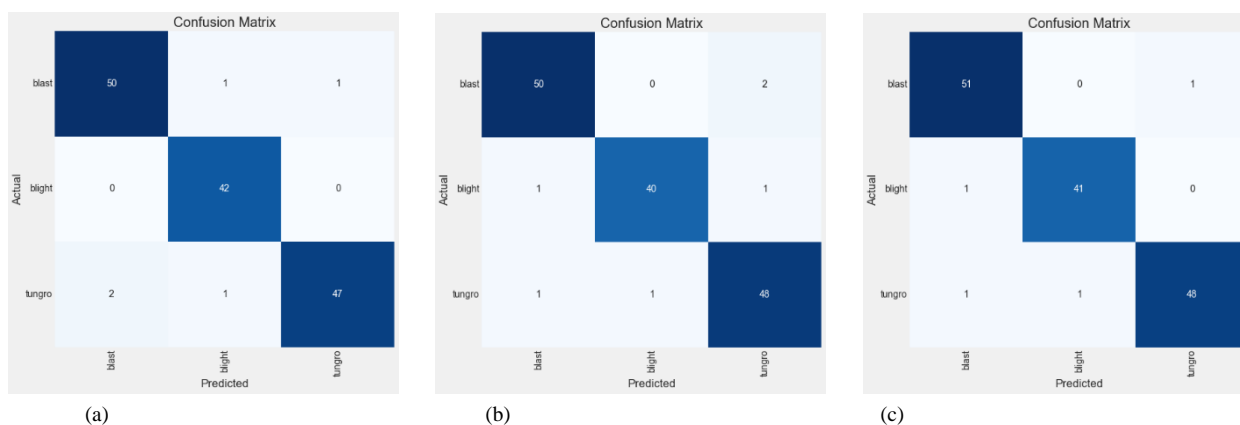 Confusion Matrix
blast
50
1
1
blight
0
42
0
tungro
2
1
47
Actual
blast
blight
tungro
Predicted
(a)
Confusion Matrix
blast
50
0
2
blight
1
40
1
tungro
1
1
48
Actual
blast
blight
tungro
Predicted
(b)
Confusion Matrix
blast
51
0
1
blight
1
41
0
tungro
1
1
48
Actual
blast
blight
tungro
Predicted
(c)